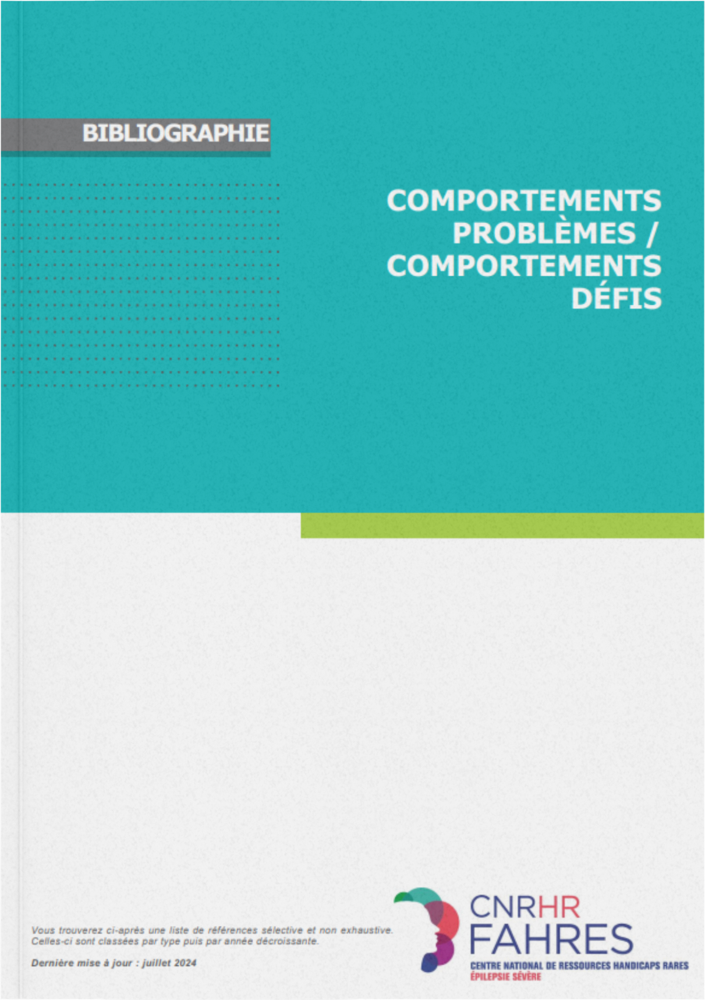 BIBLIOGRAPHIE
COMPORTEMENTS
PROBLÈMES /
COMPORTEMENTS
DÉFIS
Vous trouverez ci-après une liste de références sélective et non exhaustive.
Celles-ci sont classées par type puis par année décroissante.
Dernière mise à jour : juillet 2024
CNRHR
FAHRES
CENTRE NATIONAL DE RESSOURCES HANDICAPS RARES
ÉPILEPSIE SÉVÈRE